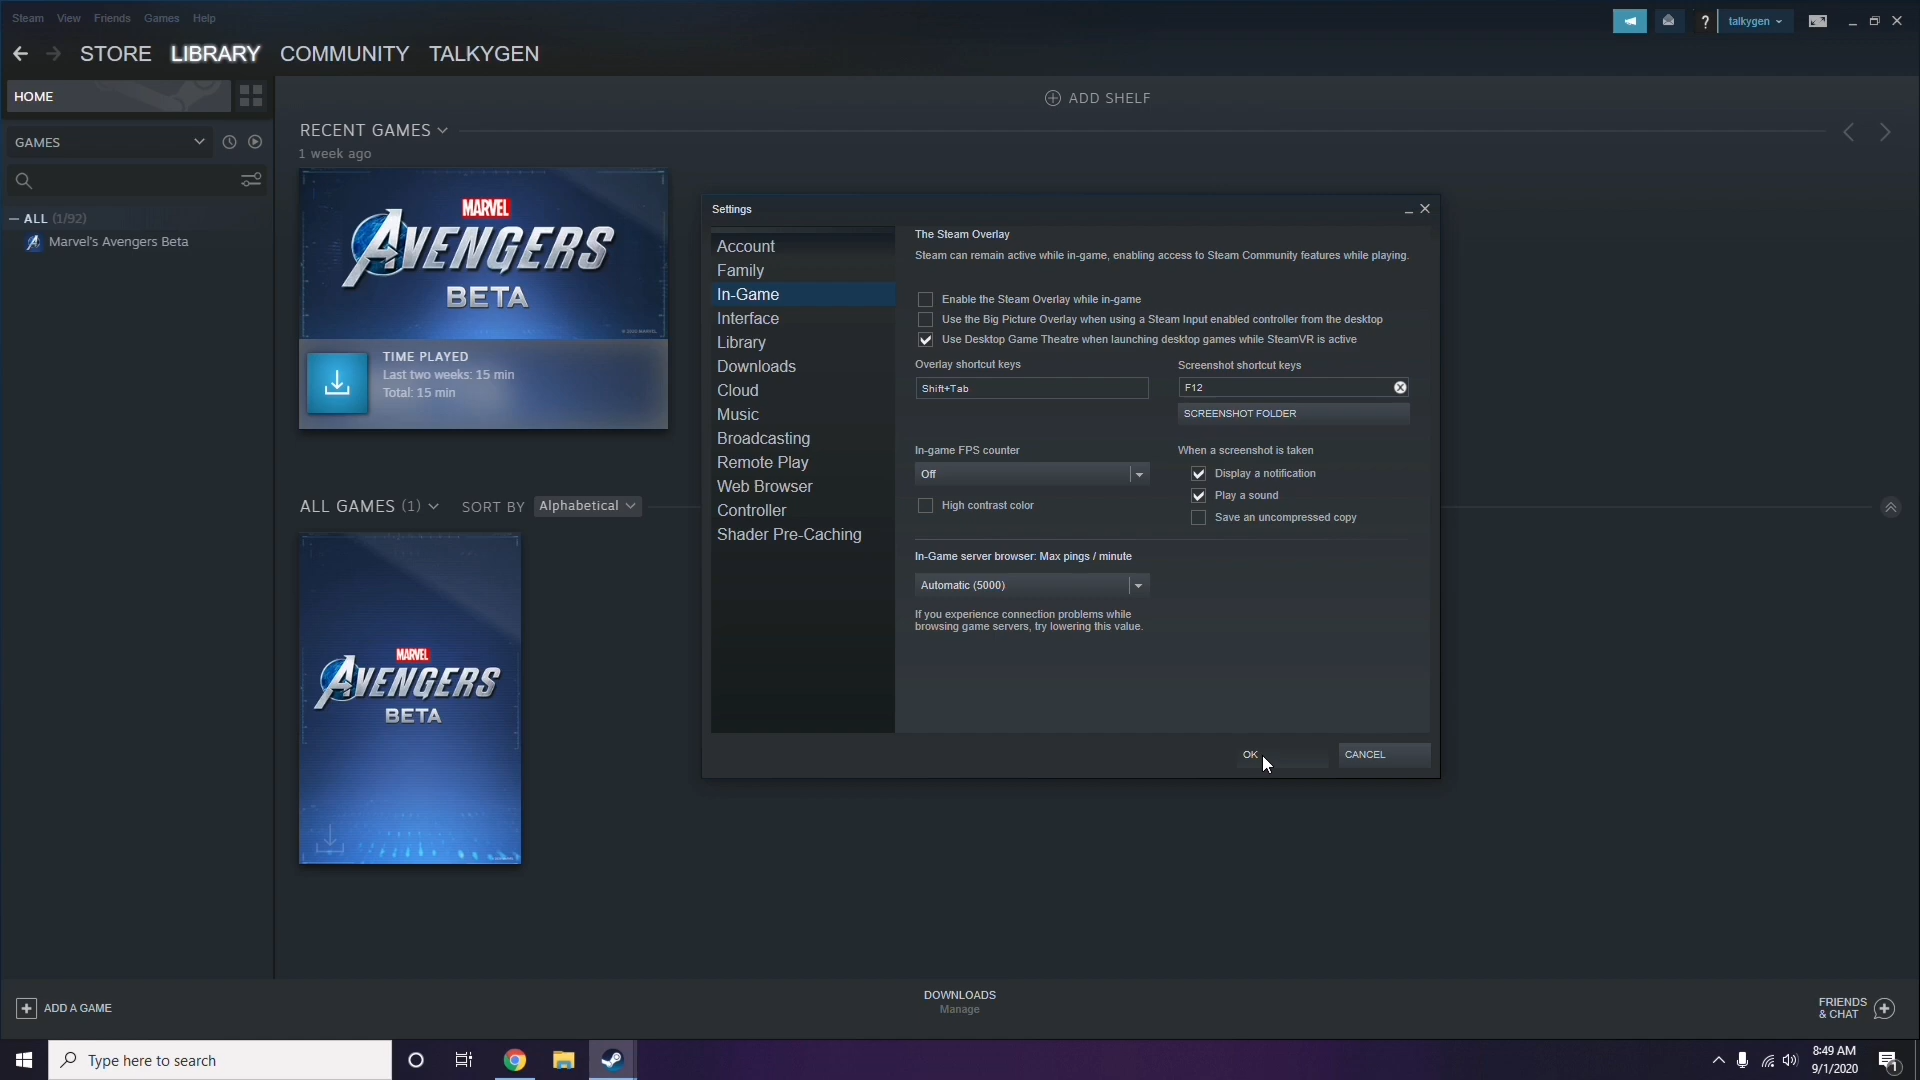 Steam View Friends Games Help
? talkygen
STORE LIBRARY COMMUNITY TALKYGEN
HOME
ADD SHELF
GAMES
RECENT GAMES
1 week ago
ALL (1/92)
Marvel's Avengers Beta
MARVEL
AVENGERS
BETA
TIME PLAYED
Last two weeks: 15 min
Total: 15 min
ALL GAMES (1) SORT BY Alphabetical
MARVEL
AVENGERS
BETA
Settings
Account
Family
In-Game
Interface
Library
Downloads
Cloud
Music
Broadcasting
Remote Play
Web Browser
Controller
Shader Pre-Caching
The Steam Overlay
Steam can remain active while in-game, enabling access to Steam Community features while playing.
Enable the Steam Overlay while in-game
Use the Big Picture Overlay when using a Steam Input enabled controller from the desktop
Use Desktop Game Theatre when launching desktop games while SteamVR is active
Overlay shortcut keys
Shift+Tab
Screenshot shortcut keys
F12
SCREENSHOT FOLDER
In-game FPS counter
Off
High contrast color
When a screenshot is taken
Display a notification
Play a sound
Save an uncompressed copy
In-Game server browser: Max pings / minute
Automatic (5000)
If you experience connection problems while
browsing game servers, try lowering this value.
OK
CANCEL
ADD A GAME
DOWNLOADS
Manage
FRIENDS
& CHAT
Type here to search
8:49 AM
9/1/2020
1